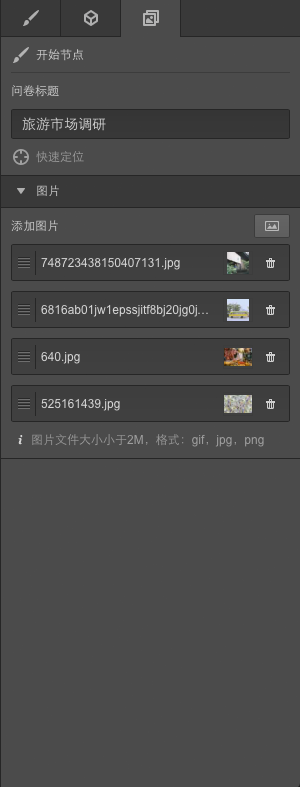 开始节点
问卷标题
旅游市场调研
快速定位
图片
添加图片
748723438150407131.jpg
6816ab01jw1epssjitf8bj20jg0j...
640.jpg
525161439.jpg
i 图片文件大小小于2M，格式：gif，jpg，png